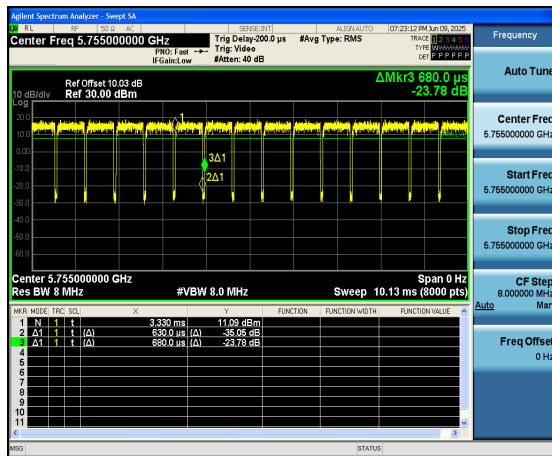 Agilent Spectrum Analyzer - Swept SA
RL RF 50 Ω AC SENSE:INT ALIGN AUTO 07:23:12 PM Jun 09, 2025
Center Freq 5.755000000 GHz
PNO: Fast
IFGain:Low
Trig Delay-200.0 µs
Trig: Video
#Atten: 40 dB
#Avg Type: RMS
TRACE 1 2 3 4 5 6
TYPE
DET P P P P P P
ΔMkr3 680.0 µs
-23.78 dB
Ref Offset 10.03 dB
Ref 30.00 dBm
10 dB/div
Log
20.0
10.0
0.00
-10.0
-20.0
-30.0
-40.0
-50.0
-60.0
1
3Δ1
2Δ1
Center 5.755000000 GHz
Span 0 Hz
Res BW 8 MHz
#VBW 8.0 MHz
Sweep 10.13 ms (8000 pts)
MKR MODE TRC SCL X Y FUNCTION FUNCTION WIDTH FUNCTION VALUE
1 N 1 t 3.330 ms 11.09 dBm
2 Δ1 1 t (Δ) 630.0 µs (Δ) -35.05 dB
3 Δ1 1 t (Δ) 680.0 µs (Δ) -23.78 dB
4
5
6
7
8
9
10
11
MSG
STATUS
Frequency
Auto Tune
Center Freq
5.755000000 GHz
Start Freq
5.755000000 GHz
Stop Freq
5.755000000 GHz
CF Step
8.000000 MHz
Auto Man
Freq Offset
0 Hz